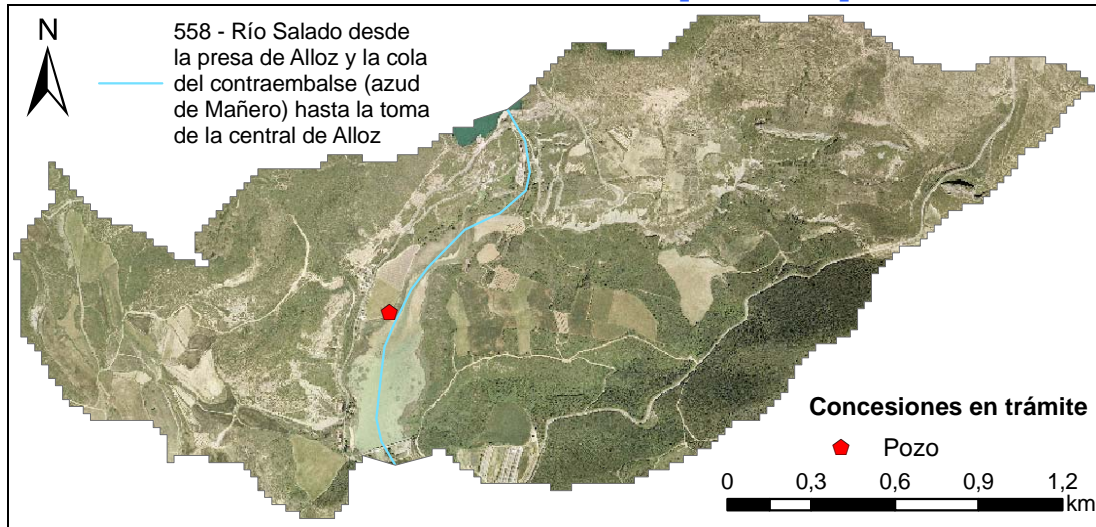 N
558 - Río Salado desde
la presa de Alloz y la cola
del contraembalse (azud
de Mañero) hasta la toma
de la central de Alloz
Concesiones en trámite
Pozo
0 0,3 0,6 0,9 1,2
km